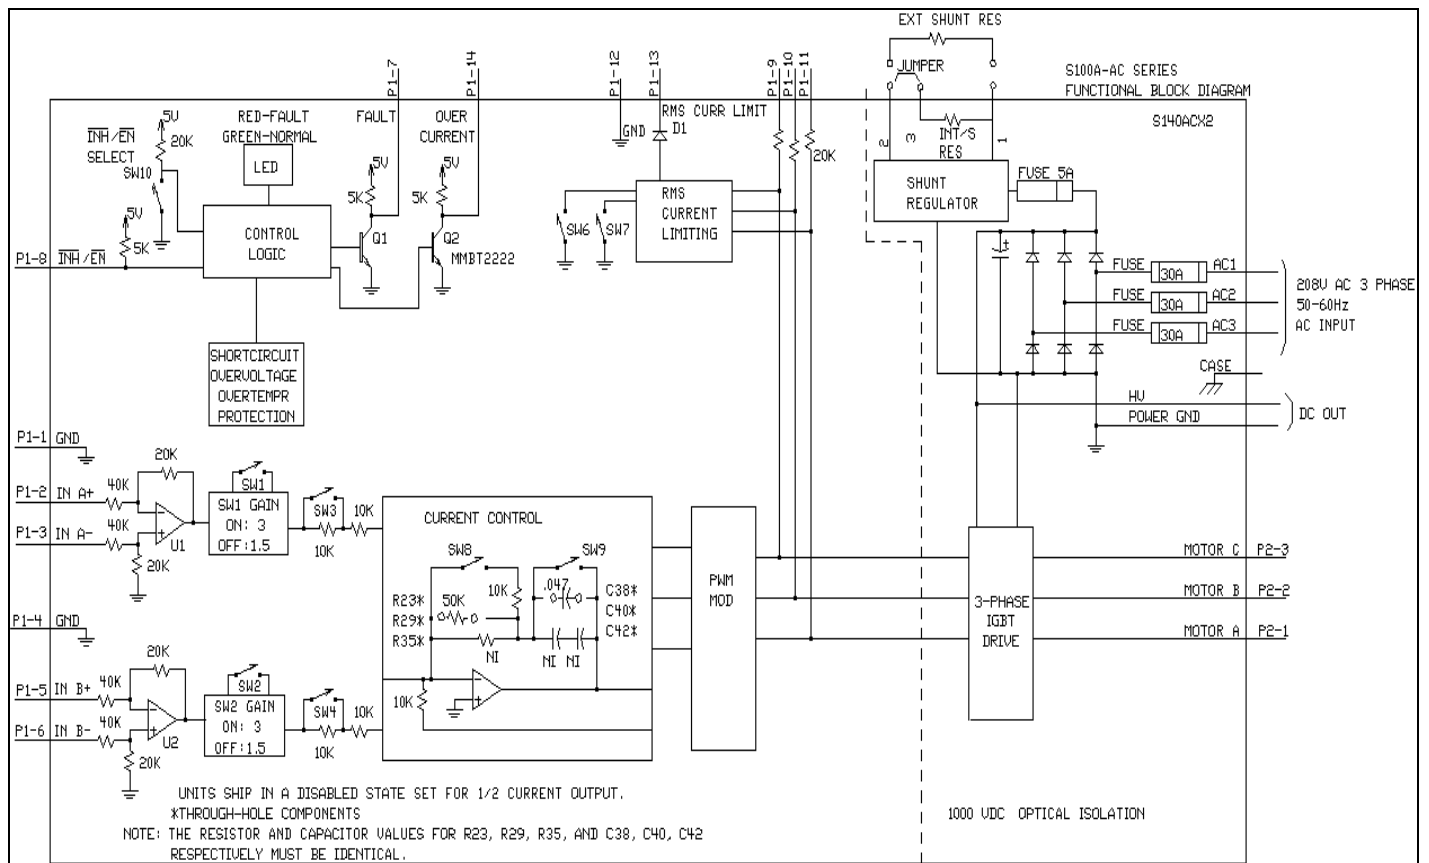 EXT SHUNT RES
JUMPER
S100A-AC SERIES
FUNCTIONAL BLOCK DIAGRAM
S140ACX2
P1-7
P1-14
P1-12
P1-13
P1-9
P1-10
P1-11
RMS CURR LIMIT
5V
20K
INH/EN
SELECT
SW10
RED-FAULT
GREEN-NORMAL
LED
FAULT
OVER
CURRENT
5V
5K
5V
5K
GND
D1
20K
INT/S
RES
2
3
1
SHUNT
REGULATOR
FUSE 5A
5V
5K
P1-8
INH/EN
CONTROL
LOGIC
Q1
Q2
MMBT2222
SW6
SW7
RMS
CURRENT
LIMITING
+
FUSE
30A
AC1
FUSE
30A
AC2
FUSE
30A
AC3
208V AC 3 PHASE
50-60Hz
AC INPUT
SHORTCIRCUIT
OVERVOLTAGE
OVERTEMPR
PROTECTION
CASE
HV
POWER GND
DC OUT
P1-1
GND
20K
P1-2
IN A+
40K
P1-3
IN A-
40K
20K
-
+
U1
SW1
SW1 GAIN
ON: 3
OFF:1.5
SW3
10K
10K
CURRENT CONTROL
SW8
SW9
10K
.047
R23*
R29*
R35*
50K
NI
NI
NI
C38*
C40*
C42*
-
+
10K
PWM
MOD
3-PHASE
IGBT
DRIVE
MOTOR C
P2-3
MOTOR B
P2-2
MOTOR A
P2-1
P1-4
GND
20K
P1-5
IN B+
40K
P1-6
IN B-
40K
20K
-
+
U2
SW2
SW2 GAIN
ON: 3
OFF:1.5
SW4
10K
10K
UNITS SHIP IN A DISABLED STATE SET FOR 1/2 CURRENT OUTPUT.
*THROUGH-HOLE COMPONENTS
NOTE: THE RESISTOR AND CAPACITOR VALUES FOR R23, R29, R35, AND C38, C40, C42
RESPECTIVELY MUST BE IDENTICAL.
1000 VDC OPTICAL ISOLATION